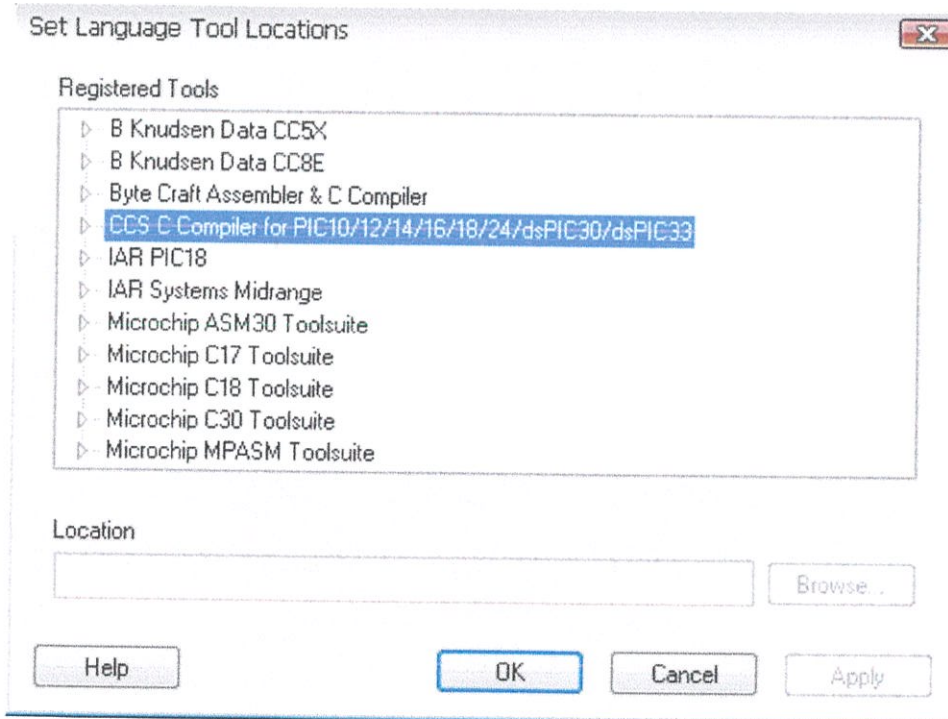 Set Language Tool Locations
Registered Tools
B Knudsen Data CC5X
B Knudsen Data CC8E
Byte Craft Assembler & C Compiler
CCS C Compiler for PIC10/12/14/16/18/24/dsPIC30/dsPIC33
IAR PIC18
IAR Systems Midrange
Microchip ASM30 Toolsuite
Microchip C17 Toolsuite
Microchip C18 Toolsuite
Microchip C30 Toolsuite
Microchip MPASM Toolsuite
Location
Browse...
Help OK Cancel Apply